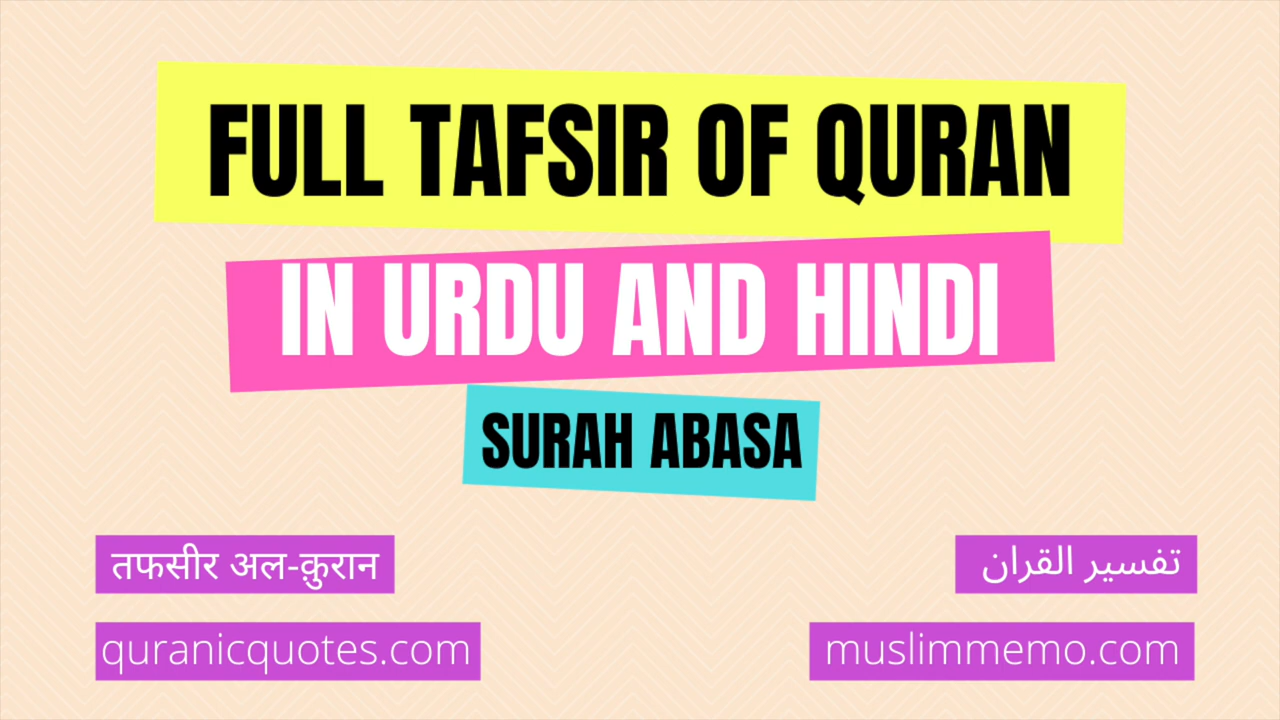 FULL TAFSIR OF QURAN
IN URDU AND HINDI
SURAH ABASA
तफसीर अल-क़ुरान
تفسير القران
quranicquotes.com
muslimmemo.com